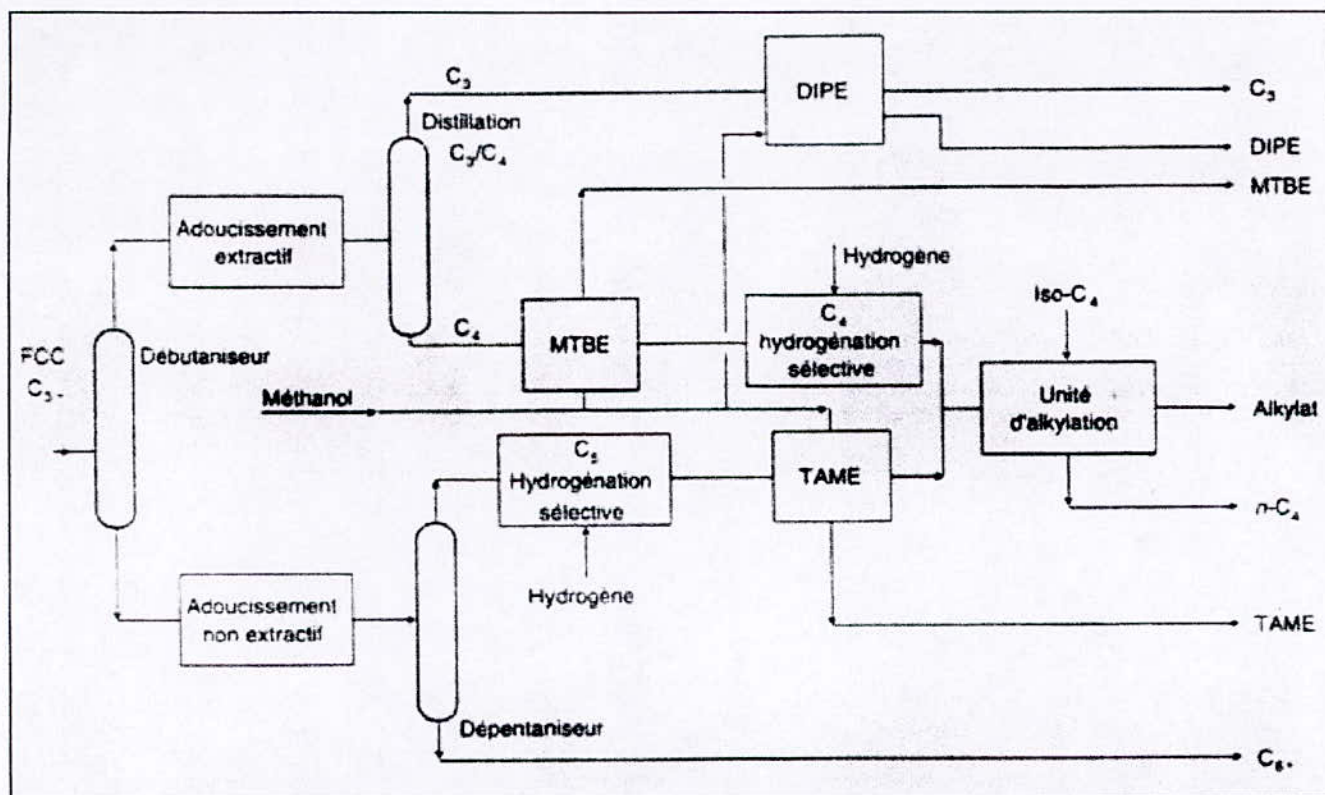 C₃
DIPE
C₃
Distillation
C₃/C₄
DIPE
MTBE
Adoucissement
extractif
Hydrogène
Iso-C₄
FCC
C₃₊
Débutaniseur
C₄
MTBE
C₄
hydrogénation
sélective
Méthanol
Unité
d'alkylation
Alkylat
C₅
Hydrogénation
sélective
TAME
n-C₄
Adoucissement
non extractif
Hydrogène
TAME
Dépentaniseur
C₆₊